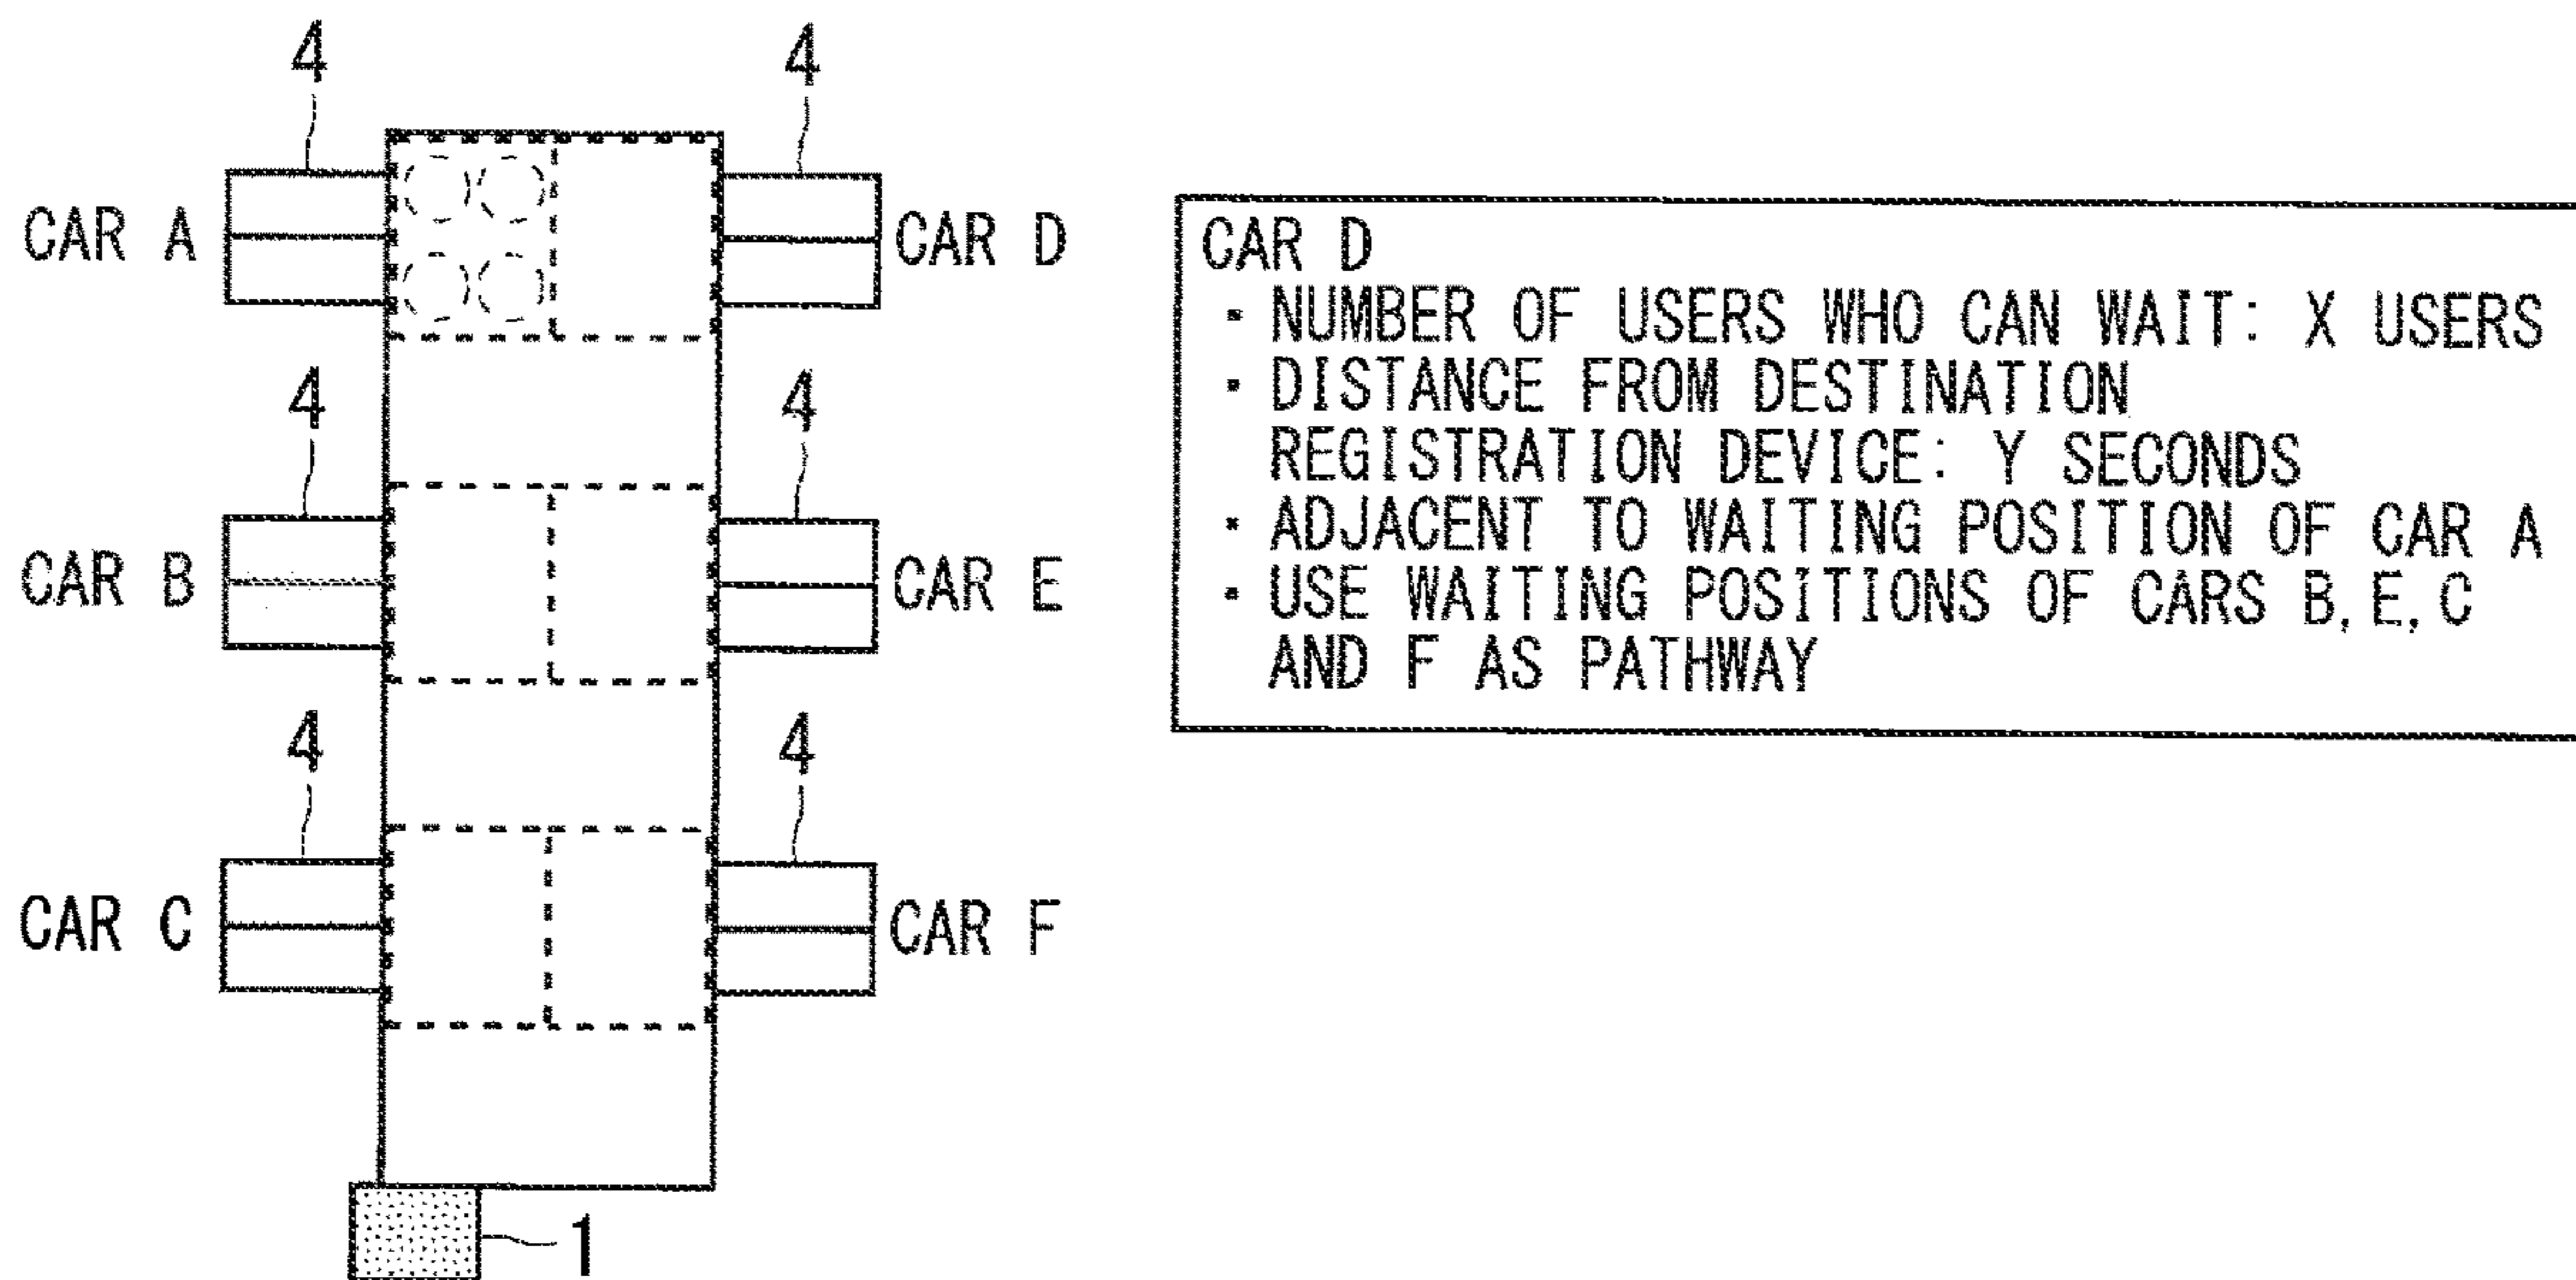 4 4
CAR A CAR D
4 4
CAR B CAR E
4 4
CAR C CAR F
1
CAR D
· NUMBER OF USERS WHO CAN WAIT: X USERS
· DISTANCE FROM DESTINATION
REGISTRATION DEVICE: Y SECONDS
· ADJACENT TO WAITING POSITION OF CAR A
· USE WAITING POSITIONS OF CARS B, E, C
AND F AS PATHWAY